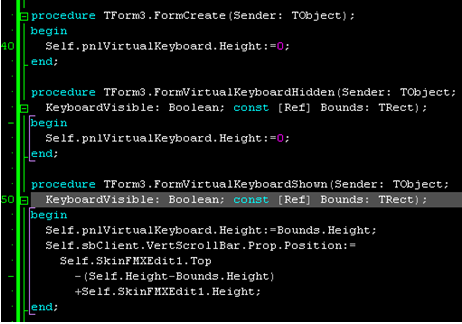 procedure TForm3.FormCreate(Sender: TObject);
begin
40 Self.pnlVirtualKeyboard.Height:=0;
end;
procedure TForm3.FormVirtualKeyboardHidden(Sender: TObject;
KeyboardVisible: Boolean; const [Ref] Bounds: TRect);
begin
Self.pnlVirtualKeyboard.Height:=0;
end;
procedure TForm3.FormVirtualKeyboardShown(Sender: TObject;
50 KeyboardVisible: Boolean; const [Ref] Bounds: TRect);
begin
Self.pnlVirtualKeyboard.Height:=Bounds.Height;
Self.sbClient.VertScrollBar.Prop.Position:=
Self.SkinFMXEdit1.Top
-(Self.Height-Bounds.Height)
+Self.SkinFMXEdit1.Height;
end;